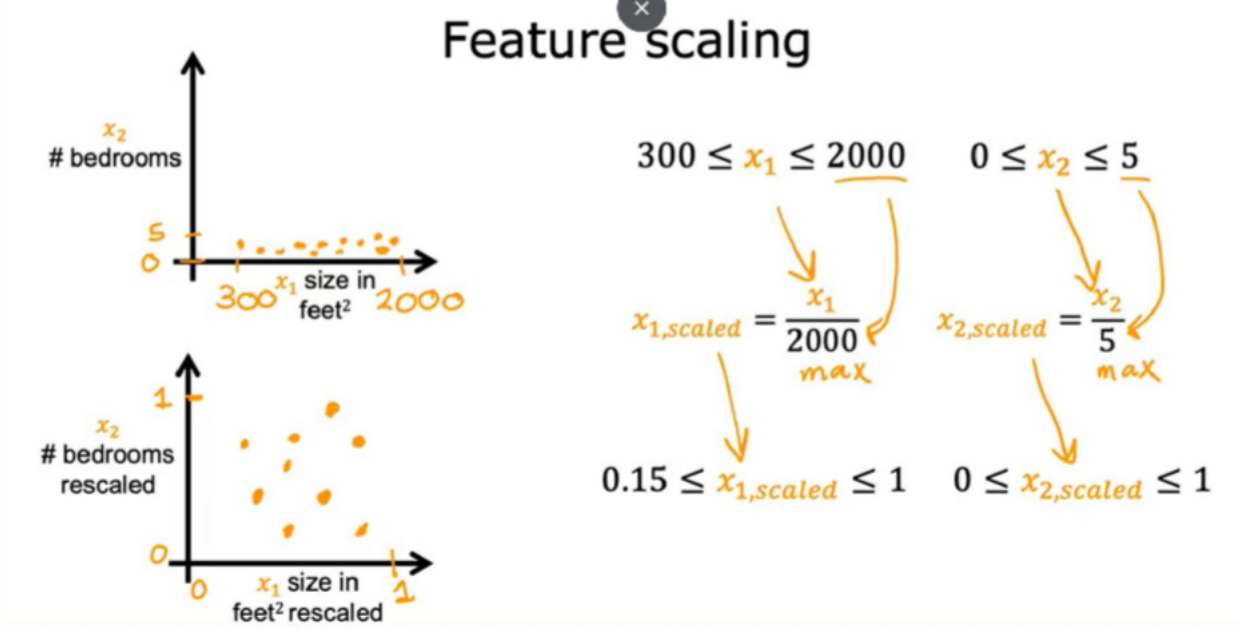 Feature scaling
x₂
# bedrooms
5
0
300
x₁ size in
feet²
2000
300 ≤ x₁ ≤ 2000
0 ≤ x₂ ≤ 5
x₁,scaled = x₁/2000
max
x₂,scaled = x₂/5
max
0.15 ≤ x₁,scaled ≤ 1
0 ≤ x₂,scaled ≤ 1
1
x₂
# bedrooms
rescaled
0
0
x₁ size in
feet² rescaled
1